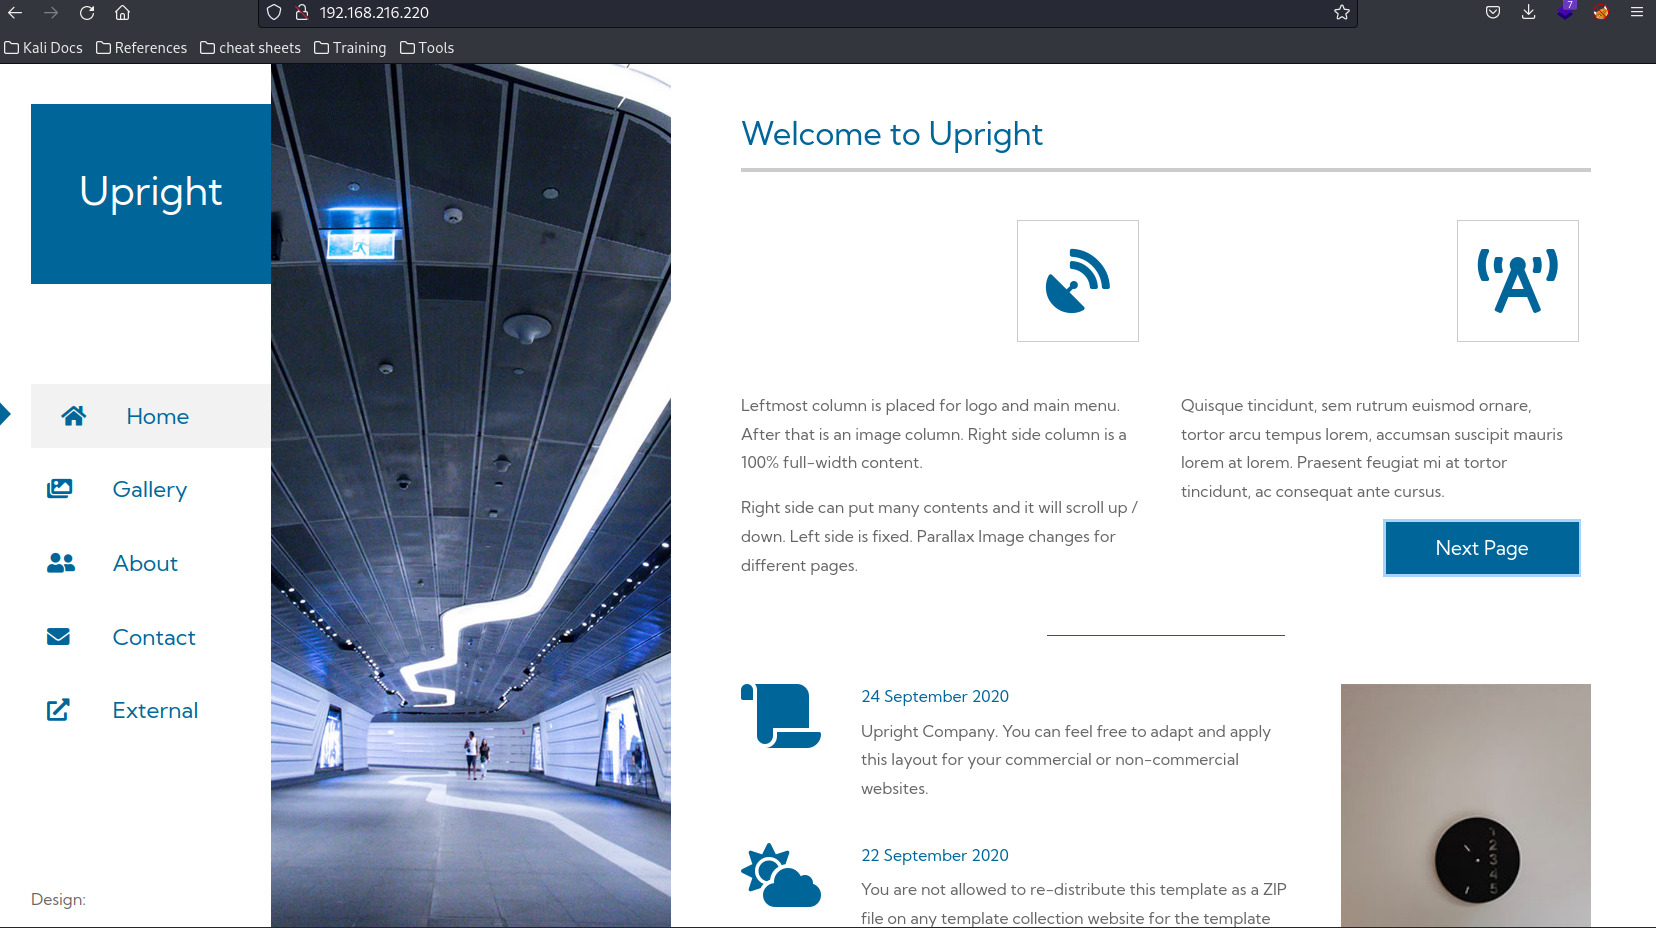 192.168.216.220
7
Kali Docs References cheat sheets Training Tools
Upright
Home
Gallery
About
Contact
External
Design:
Welcome to Upright
Leftmost column is placed for logo and main menu.
After that is an image column. Right side column is a
100% full-width content.
Right side can put many contents and it will scroll up /
down. Left side is fixed. Parallax Image changes for
different pages.
Quisque tincidunt, sem rutrum euismod ornare,
tortor arcu tempus lorem, accumsan suscipit mauris
lorem at lorem. Praesent feugiat mi at tortor
tincidunt, ac consequat ante cursus.
Next Page
24 September 2020
Upright Company. You can feel free to adapt and apply
this layout for your commercial or non-commercial
websites.
22 September 2020
You are not allowed to re-distribute this template as a ZIP
file on any template collection website for the template
1
2
3
4
5